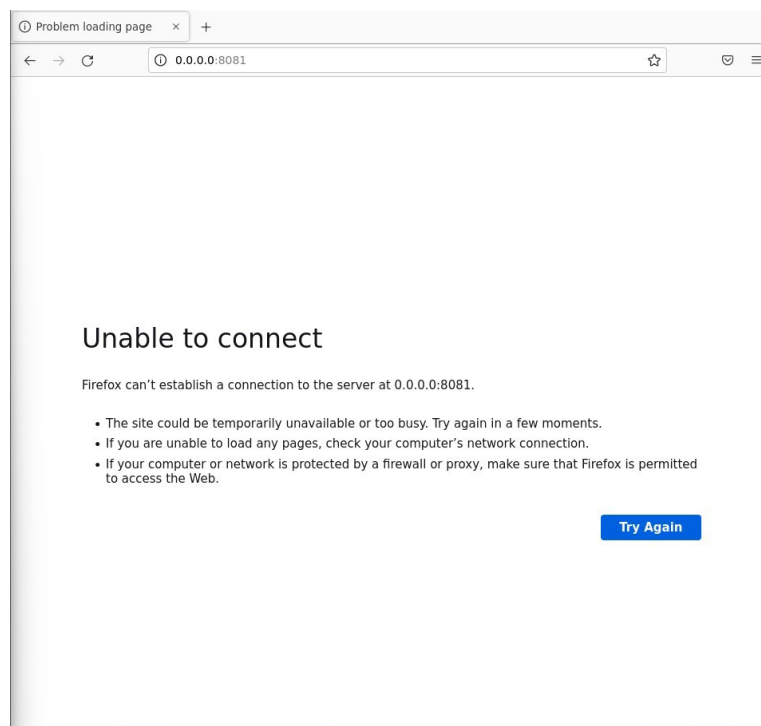 Problem loading page
0.0.0.0:8081
Unable to connect
Firefox can’t establish a connection to the server at 0.0.0.0:8081.
• The site could be temporarily unavailable or too busy. Try again in a few moments.
• If you are unable to load any pages, check your computer’s network connection.
• If your computer or network is protected by a firewall or proxy, make sure that Firefox is permitted
to access the Web.
Try Again